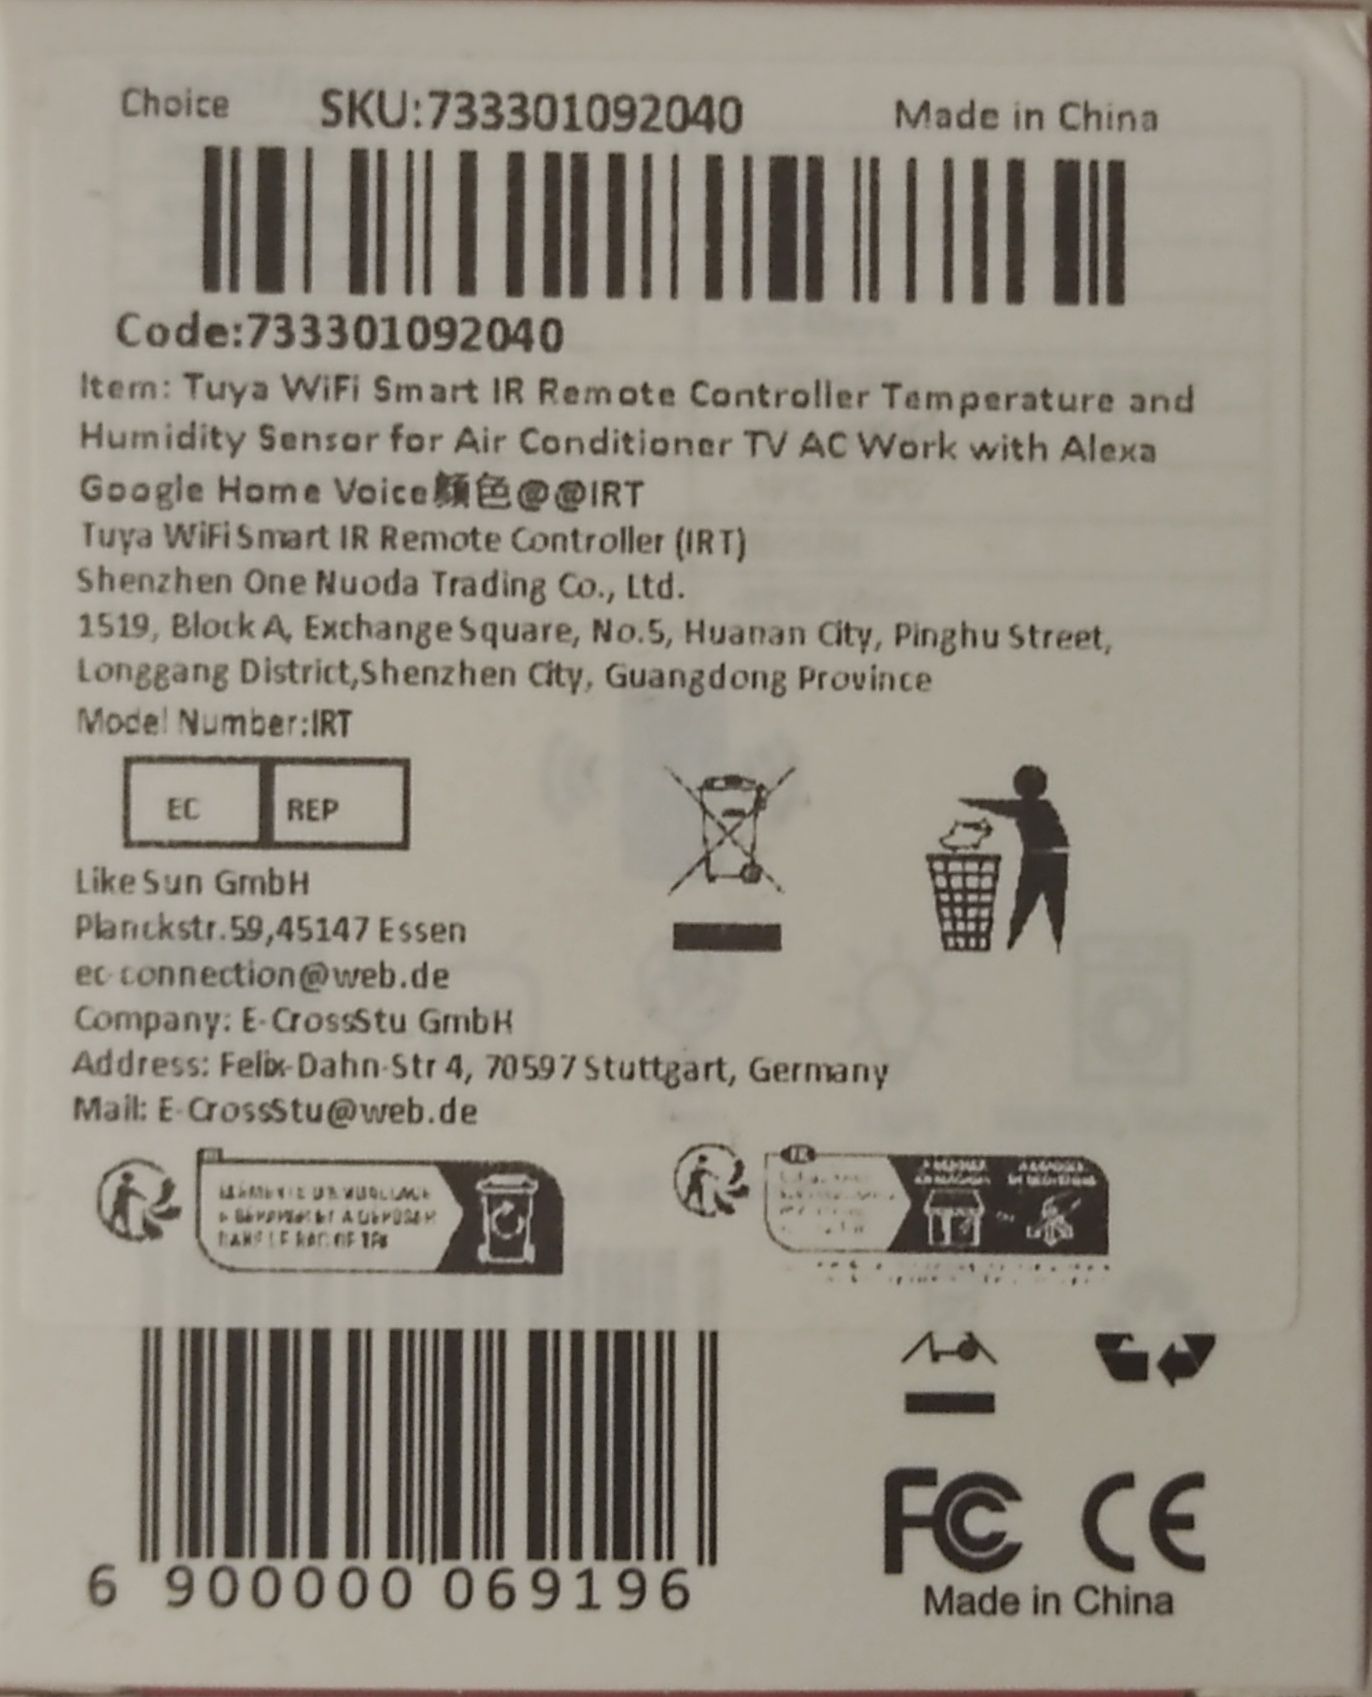 Choice SKU:733301092040 Made in China
Code:733301092040
Item: Tuya WiFi Smart IR Remote Controller Temperature and
Humidity Sensor for Air Conditioner TV AC Work with Alexa
Google Home Voice顏色@@IRT
Tuya WiFi Smart IR Remote Controller (IRT)
Shenzhen One Nuoda Trading Co., Ltd.
1519, Block A, Exchange Square, No.5, Huanan City, Pinghu Street,
Longgang District,Shenzhen City, Guangdong Province
Model Number:IRT
EC REP
Like Sun GmbH
Planckstr.59,45147 Essen
ec-connection@web.de
Company: E-CrossStu GmbH
Address: Felix-Dahn-Str 4, 70597 Stuttgart, Germany
Mail: E-CrossStu@web.de
FR
6 900000 069196
FC CE
Made in China